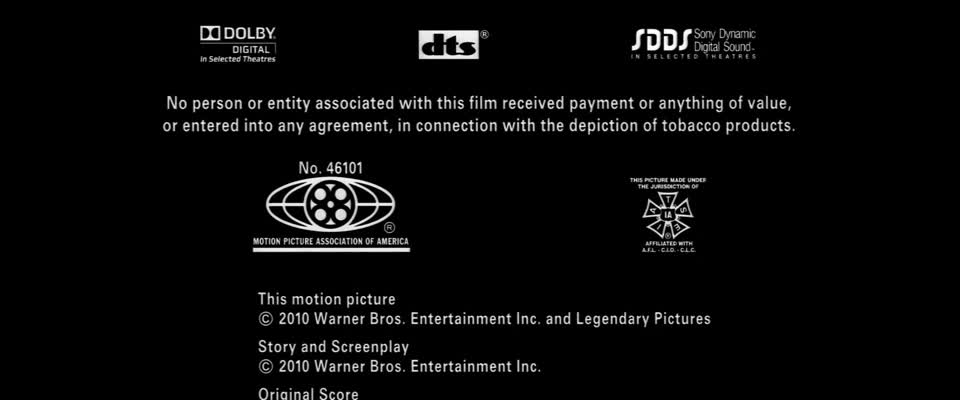 DOLBY
DIGITAL
In Selected Theatres
dts®
SDDS Sony Dynamic
Digital Sound™
IN SELECTED THEATRES
No person or entity associated with this film received payment or anything of value,
or entered into any agreement, in connection with the depiction of tobacco products.
No. 46101
®
MOTION PICTURE ASSOCIATION OF AMERICA
THIS PICTURE MADE UNDER
THE JURISDICTION OF
IATSE
IA
®
AFFILIATED WITH
A.F.L. - C.I.O. - C.L.C.
This motion picture
© 2010 Warner Bros. Entertainment Inc. and Legendary Pictures
Story and Screenplay
© 2010 Warner Bros. Entertainment Inc.
Original Score